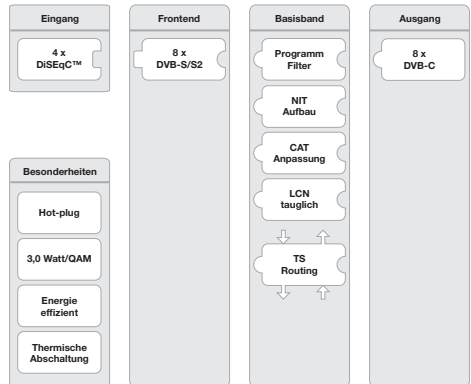 Eingang
4 x
DiSEqC™
Frontend
8 x
DVB-S/S2
Basisband
Programm
Filter
NIT
Aufbau
CAT
Anpassung
LCN
tauglich
TS
Routing
Ausgang
8 x
DVB-C
Besonderheiten
Hot-plug
3,0 Watt/QAM
Energie
effizient
Thermische
Abschaltung